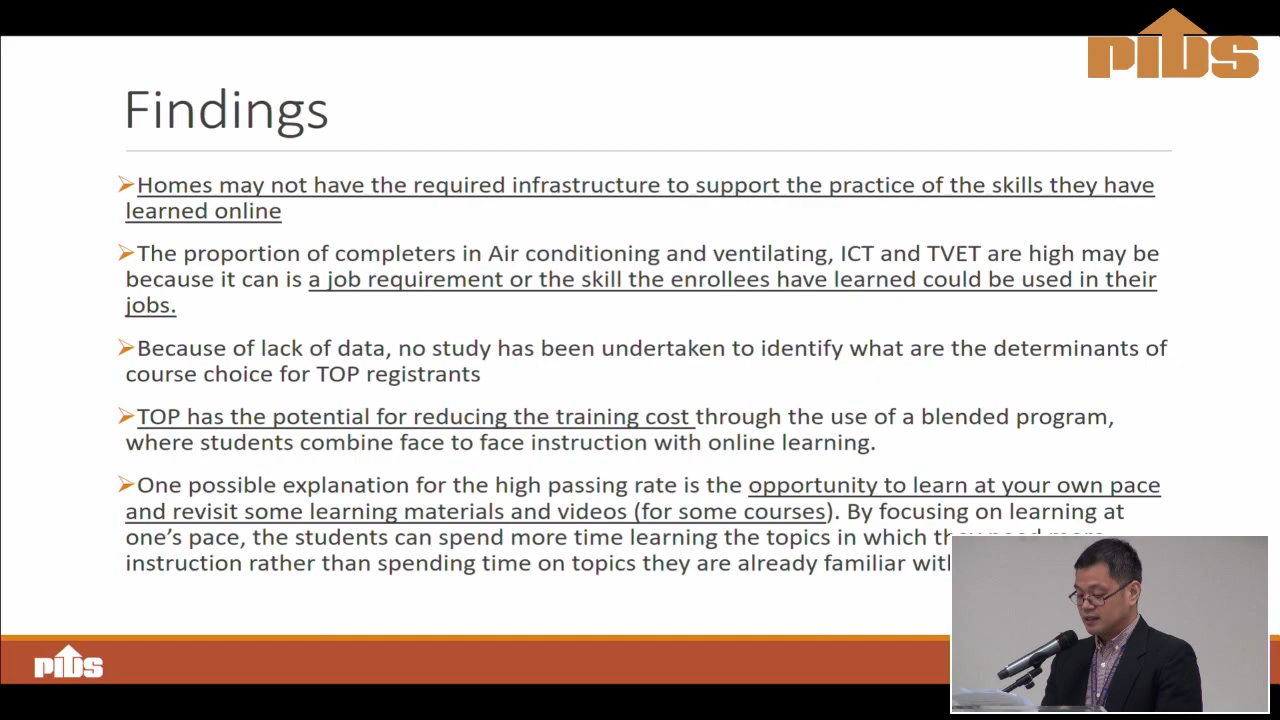 PIDS
Findings
Homes may not have the required infrastructure to support the practice of the skills they have
learned online
The proportion of completers in Air conditioning and ventilating, ICT and TVET are high may be
because it can is a job requirement or the skill the enrollees have learned could be used in their
jobs.
Because of lack of data, no study has been undertaken to identify what are the determinants of
course choice for TOP registrants
TOP has the potential for reducing the training cost through the use of a blended program,
where students combine face to face instruction with online learning.
One possible explanation for the high passing rate is the opportunity to learn at your own pace
and revisit some learning materials and videos (for some courses). By focusing on learning at
one's pace, the students can spend more time learning the topics in which
instruction rather than spending time on topics they are already familiar
PIDS